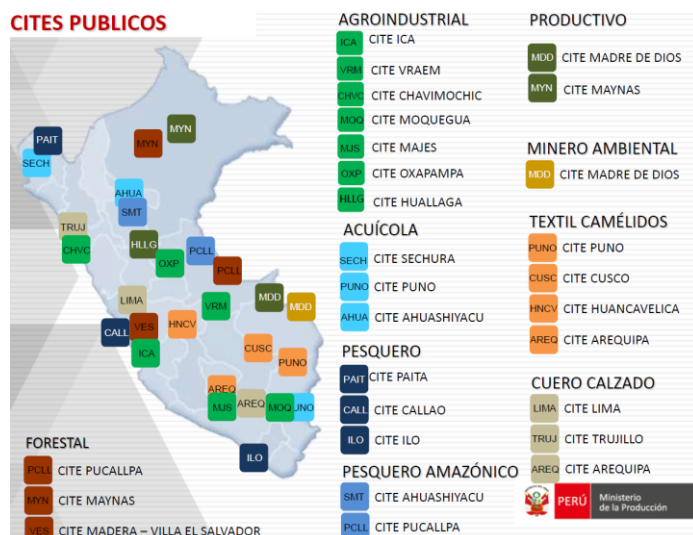 CITES PUBLICOS
PAIT
SECH
MYN
MYN
AHUA
SMT
TRUJ
CHVC
HLLG
OXP
PCLL
PCLL
LIMA
CALL
VES
ICA
HNCV
VRM
MDD
MDD
CUSC
PUNO
AREQ
MJS
AREQ
MOQ
UNO
ILO
FORESTAL
PCLL CITE PUCALLPA
MYN CITE MAYNAS
VES CITE MADERA – VILLA EL SALVADOR
AGROINDUSTRIAL
ICA CITE ICA
VRM CITE VRAEM
CHVC CITE CHAVIMOCHIC
MOQ CITE MOQUEGUA
MJS CITE MAJES
OXP CITE OXAPAMPA
HLLG CITE HUALLAGA
ACUÍCOLA
SECH CITE SECHURA
PUNO CITE PUNO
AHUA CITE AHUASHIYACU
PESQUERO
PAIT CITE PAITA
CALL CITE CALLAO
ILO CITE ILO
PESQUERO AMAZÓNICO
SMT CITE AHUASHIYACU
PCLL CITE PUCALLPA
PRODUCTIVO
MDD CITE MADRE DE DIOS
MYN CITE MAYNAS
MINERO AMBIENTAL
MDD CITE MADRE DE DIOS
TEXTIL CAMÉLIDOS
PUNO CITE PUNO
CUSC CITE CUSCO
HNCV CITE HUANCAVELICA
AREQ CITE AREQUIPA
CUERO CALZADO
LIMA CITE LIMA
TRUJ CITE TRUJILLO
AREQ CITE AREQUIPA
PERÚ
Ministerio
de la Producción